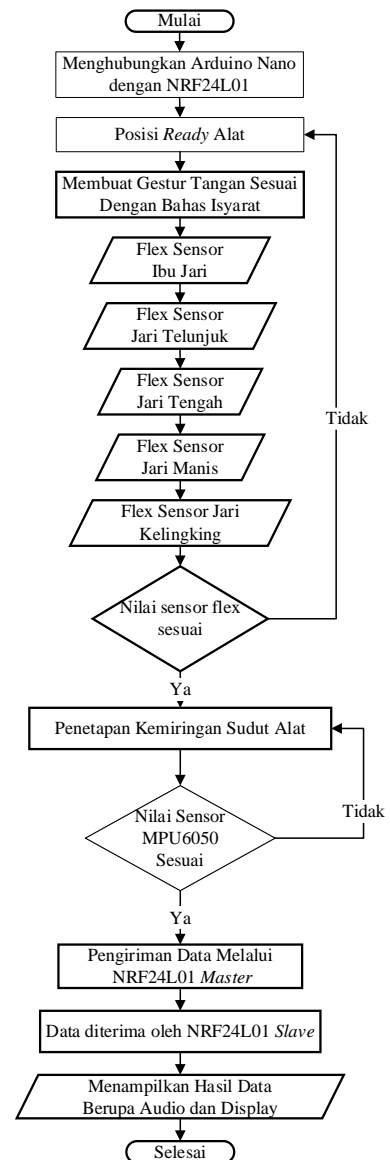 Mulai
Menghubungkan Arduino Nano
dengan NRF24L01
Posisi Ready Alat
Membuat Gestur Tangan Sesuai
Dengan Bahas Isyarat
Flex Sensor
Ibu Jari
Flex Sensor
Jari Telunjuk
Flex Sensor
Jari Tengah
Tidak
Flex Sensor
Jari Manis
Flex Sensor Jari
Kelingking
Nilai sensor flex
sesuai
Ya
Penetapan Kemiringan Sudut Alat
Nilai Sensor
MPU6050
Sesuai
Tidak
Ya
Pengiriman Data Melalui
NRF24L01 Master
Data diterima oleh NRF24L01 Slave
Menampilkan Hasil Data
Berupa Audio dan Display
Selesai